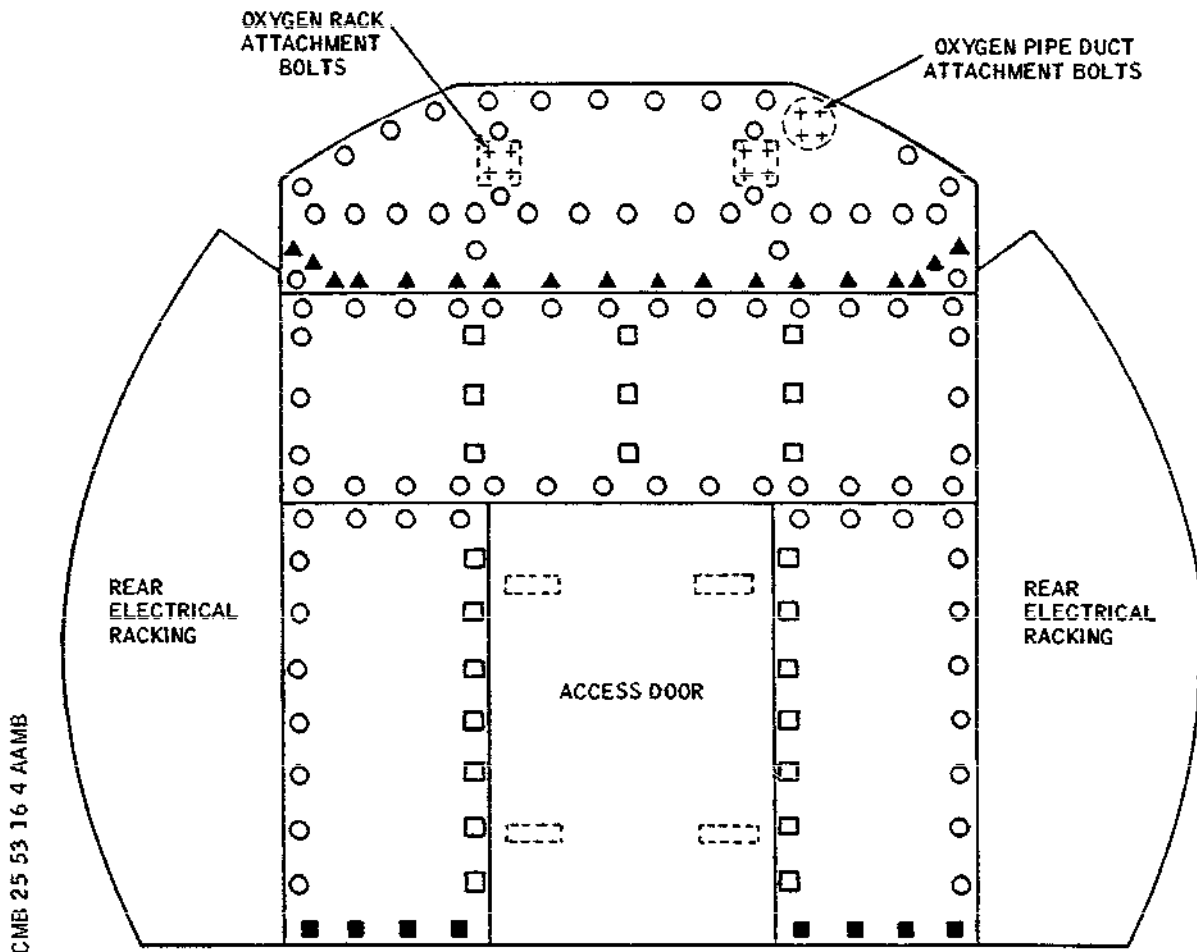 OXYGEN RACK
ATTACHMENT
BOLTS
OXYGEN PIPE DUCT
ATTACHMENT BOLTS
REAR
ELECTRICAL
RACKING
ACCESS DOOR
REAR
ELECTRICAL
RACKING
CMB 25 53 16 4 AAMB